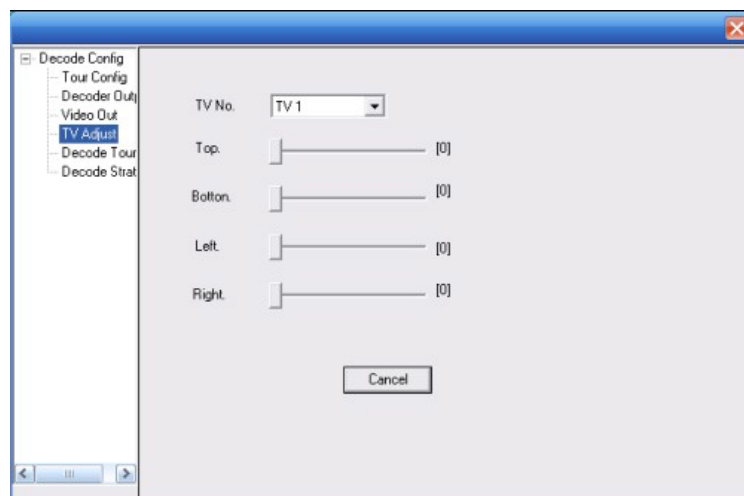 Decode Config
Tour Config
Decoder Outp
Video Out
TV Adjust
Decode Tour
Decode Strat
TV No. TV 1
Top. [0]
Botton. [0]
Left. [0]
Right. [0]
Cancel